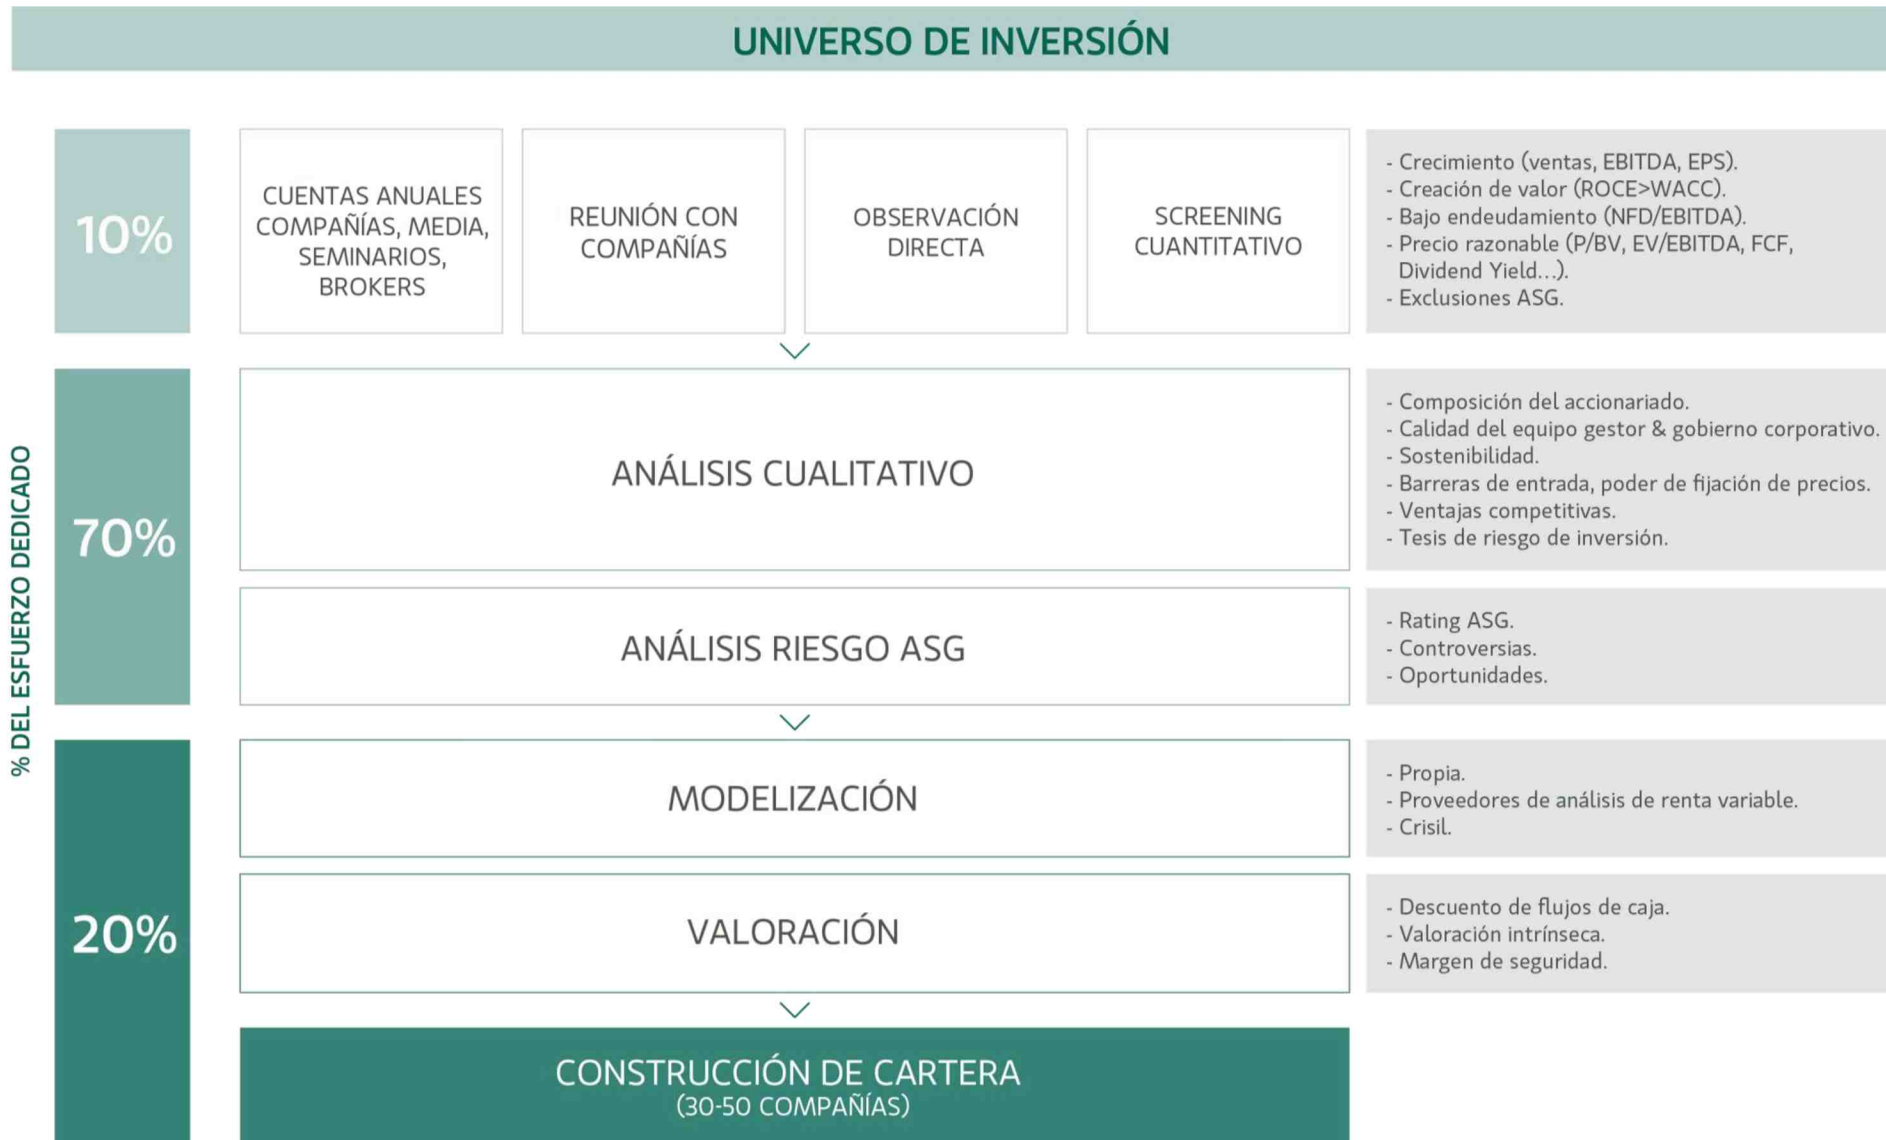 UNIVERSO DE INVERSIÓN
% DEL ESFUERZO DEDICADO
10%
CUENTAS ANUALES
COMPAÑÍAS, MEDIA,
SEMINARIOS,
BROKERS
REUNIÓN CON
COMPAÑÍAS
OBSERVACIÓN
DIRECTA
SCREENING
CUANTITATIVO
- Crecimiento (ventas, EBITDA, EPS).
- Creación de valor (ROCE>WACC).
- Bajo endeudamiento (NFD/EBITDA).
- Precio razonable (P/BV, EV/EBITDA, FCF,
Dividend Yield...).
- Exclusiones ASG.
70%
ANÁLISIS CUALITATIVO
- Composición del accionariado.
- Calidad del equipo gestor & gobierno corporativo.
- Sostenibilidad.
- Barreras de entrada, poder de fijación de precios.
- Ventajas competitivas.
- Tesis de riesgo de inversión.
ANÁLISIS RIESGO ASG
- Rating ASG.
- Controversias.
- Oportunidades.
20%
MODELIZACIÓN
- Propia.
- Proveedores de análisis de renta variable.
- Crisil.
VALORACIÓN
- Descuento de flujos de caja.
- Valoración intrínseca.
- Margen de seguridad.
CONSTRUCCIÓN DE CARTERA
(30-50 COMPAÑÍAS)